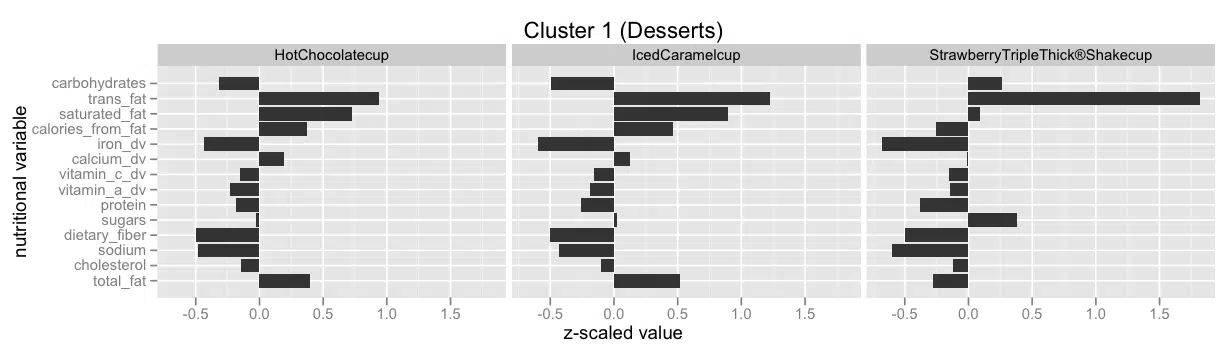 Cluster 1 (Desserts)
HotChocolatecup
IcedCaramelcup
StrawberryTripleThick®Shakecup
nutritional variable
carbohydrates
trans_fat
saturated_fat
calories_from_fat
iron_dv
calcium_dv
vitamin_c_dv
vitamin_a_dv
protein
sugars
dietary_fiber
sodium
cholesterol
total_fat
-0.5 0.0 0.5 1.0 1.5
-0.5 0.0 0.5 1.0 1.5
-0.5 0.0 0.5 1.0 1.5
z-scaled value